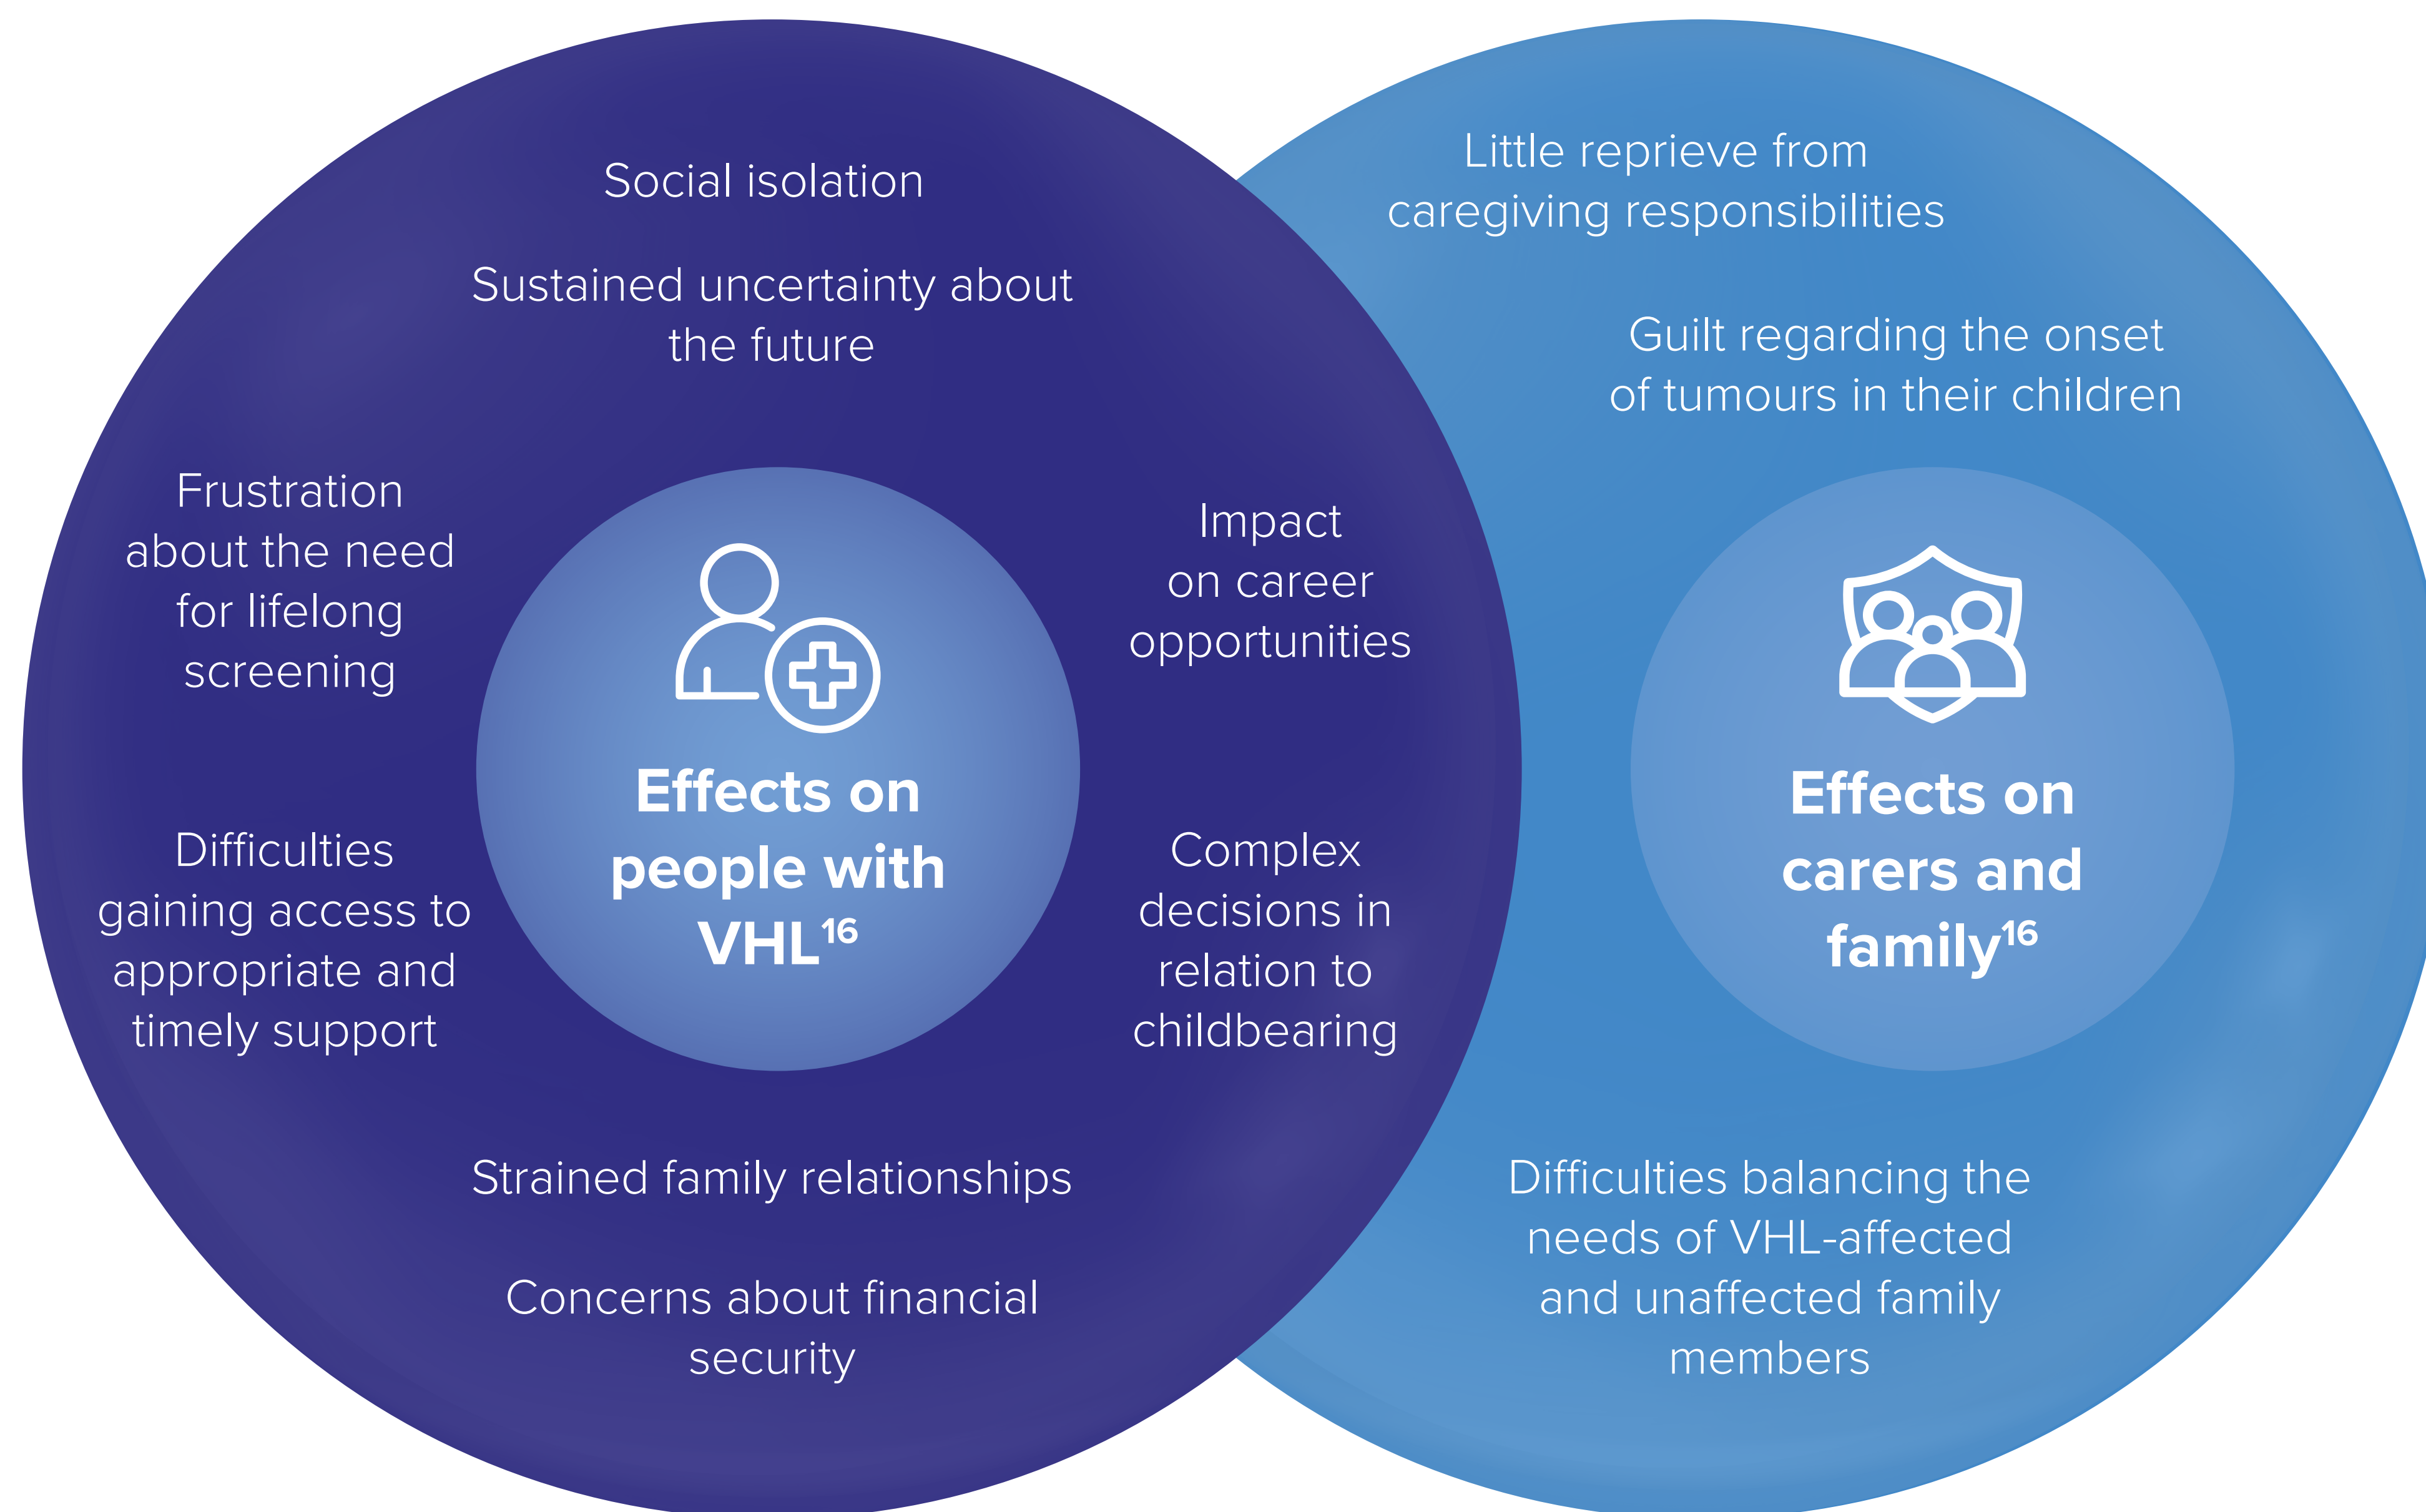 Social isolation
Sustained uncertainty about
the future
Frustration
about the need
for lifelong
screening
Difficulties
gaining access to
appropriate and
timely support
Effects on
people with
VHL¹⁶
Impact
on career
opportunities
Complex
decisions in
relation to
childbearing
Strained family relationships
Concerns about financial
security
Little reprieve from
caregiving responsibilities
Guilt regarding the onset
of tumours in their children
Effects on
carers and
family¹⁶
Difficulties balancing the
needs of VHL-affected
and unaffected family
members